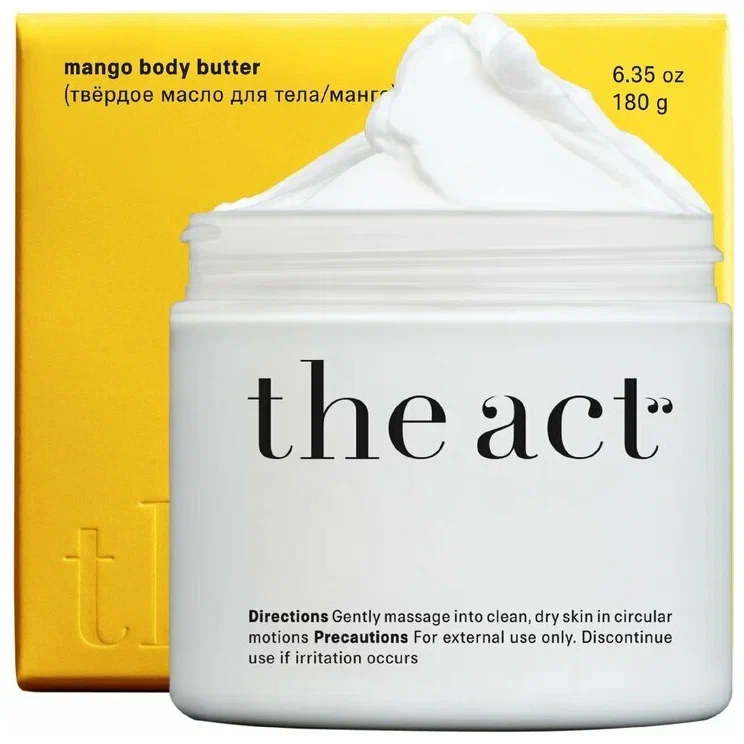 mango body butter
(твёрдое масло для тела/манго)
6.35 oz
180 g
the act”
Directions Gently massage into clean, dry skin in circular
motions Precautions For external use only. Discontinue
use if irritation occurs